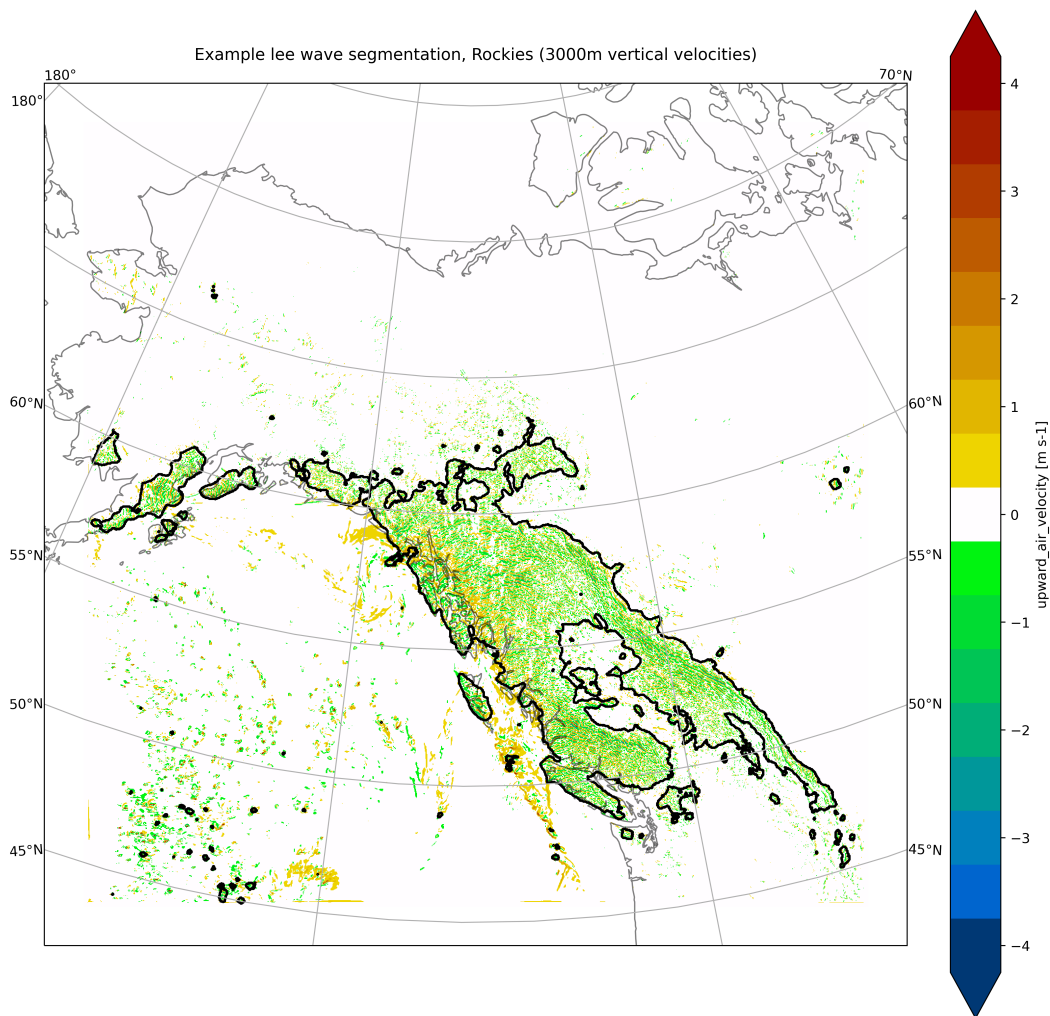 Example lee wave segmentation, Rockies (3000m vertical velocities)
180°
70°N
180°
60°N
60°N
55°N
55°N
50°N
50°N
45°N
45°N
4
3
2
1
0
−1
−2
−3
−4
upward_air_velocity [m s-1]